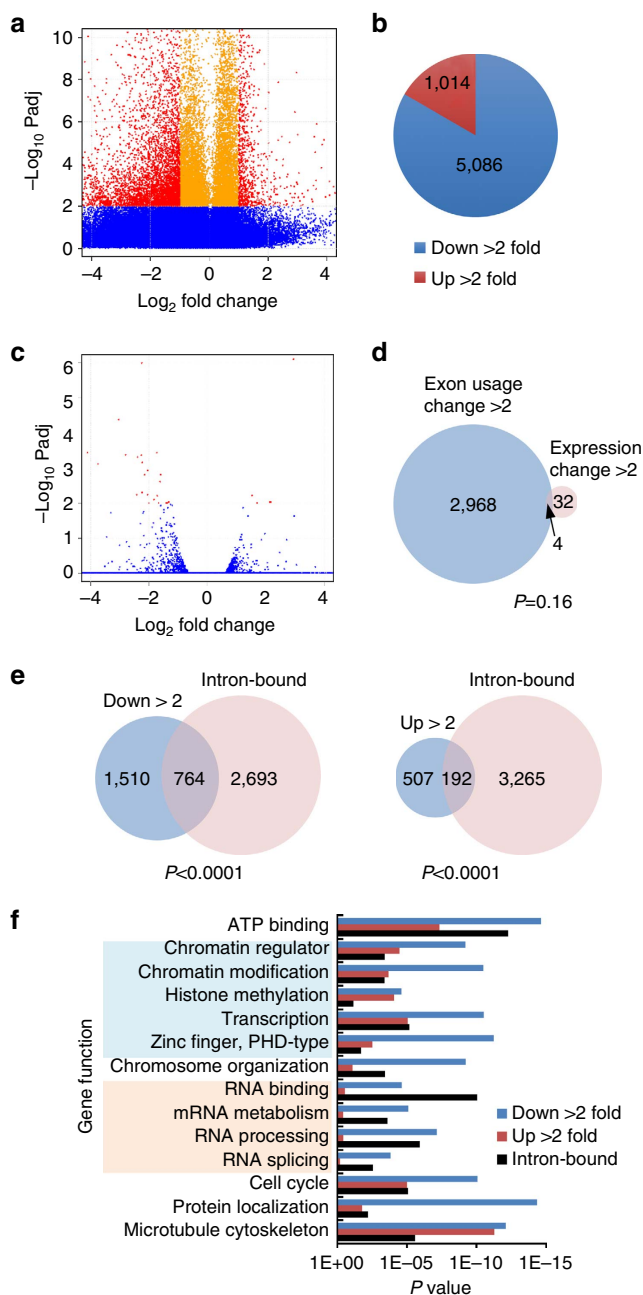 a
10
8
6
4
2
0
−Log10 Padj
−4 −2 0 2 4
Log2 fold change
b
1,014
5,086
Down >2 fold
Up >2 fold
c
6
5
4
3
2
1
0
−Log10 Padj
−4 −2 0 2 4
Log2 fold change
d
Exon usage
change >2
Expression
change >2
2,968
32
4
P=0.16
e
Down > 2
Intron-bound
1,510 764 2,693
P<0.0001
Up > 2
Intron-bound
507 192 3,265
P<0.0001
f
Gene function
ATP binding
Chromatin regulator
Chromatin modification
Histone methylation
Transcription
Zinc finger, PHD-type
Chromosome organization
RNA binding
mRNA metabolism
RNA processing
RNA splicing
Cell cycle
Protein localization
Microtubule cytoskeleton
Down >2 fold
Up >2 fold
Intron-bound
1E+00 1E−05 1E−10 1E−15
P value